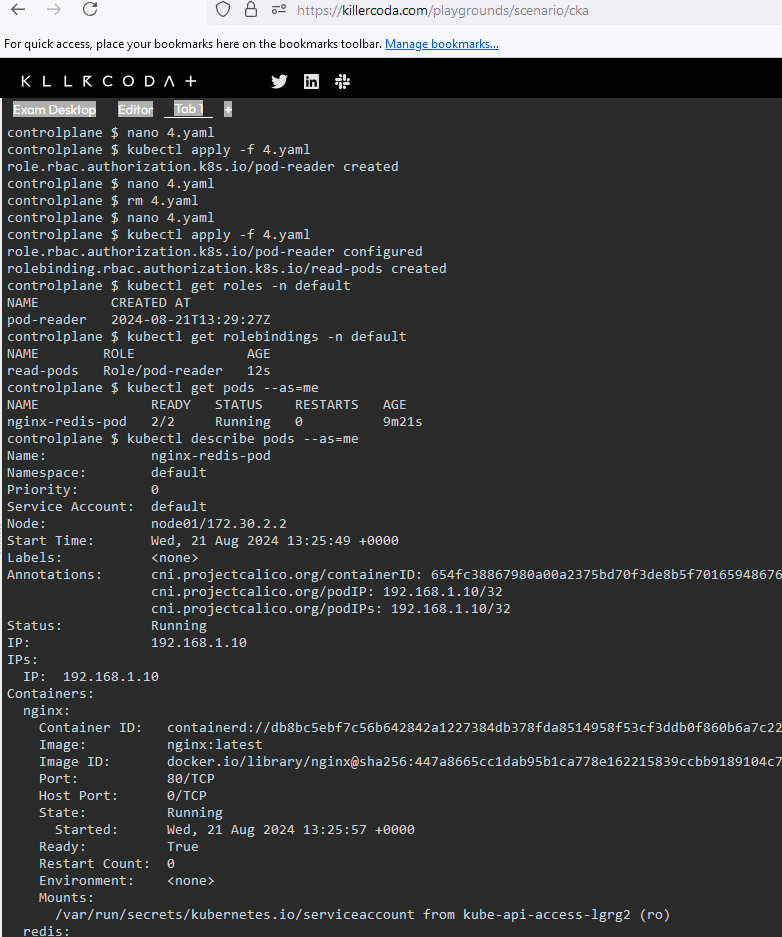 https://killercoda.com/playgrounds/scenario/cka
For quick access, place your bookmarks here on the bookmarks toolbar. Manage bookmarks...
KLLRCODA+
Exam Desktop Editor Tab 1 +
controlplane $ nano 4.yaml
controlplane $ kubectl apply -f 4.yaml
role.rbac.authorization.k8s.io/pod-reader created
controlplane $ nano 4.yaml
controlplane $ rm 4.yaml
controlplane $ nano 4.yaml
controlplane $ kubectl apply -f 4.yaml
role.rbac.authorization.k8s.io/pod-reader configured
rolebinding.rbac.authorization.k8s.io/read-pods created
controlplane $ kubectl get roles -n default
NAME CREATED AT
pod-reader 2024-08-21T13:29:27Z
controlplane $ kubectl get rolebindings -n default
NAME ROLE AGE
read-pods Role/pod-reader 12s
controlplane $ kubectl get pods --as=me
NAME READY STATUS RESTARTS AGE
nginx-redis-pod 2/2 Running 0 9m21s
controlplane $ kubectl describe pods --as=me
Name: nginx-redis-pod
Namespace: default
Priority: 0
Service Account: default
Node: node01/172.30.2.2
Start Time: Wed, 21 Aug 2024 13:25:49 +0000
Labels: <none>
Annotations: cni.projectcalico.org/containerID: 654fc38867980a00a2375bd70f3de8b5f70165948676
cni.projectcalico.org/podIP: 192.168.1.10/32
cni.projectcalico.org/podIPs: 192.168.1.10/32
Status: Running
IP: 192.168.1.10
IPs:
IP: 192.168.1.10
Containers:
nginx:
Container ID: containerd://db8bc5ebf7c56b642842a1227384db378fda8514958f53cf3ddb0f860b6a7c22
Image: nginx:latest
Image ID: docker.io/library/nginx@sha256:447a8665cc1dab95b1ca778e162215839ccbb9189104c7
Port: 80/TCP
Host Port: 0/TCP
State: Running
Started: Wed, 21 Aug 2024 13:25:57 +0000
Ready: True
Restart Count: 0
Environment: <none>
Mounts:
/var/run/secrets/kubernetes.io/serviceaccount from kube-api-access-lgrg2 (ro)
redis: